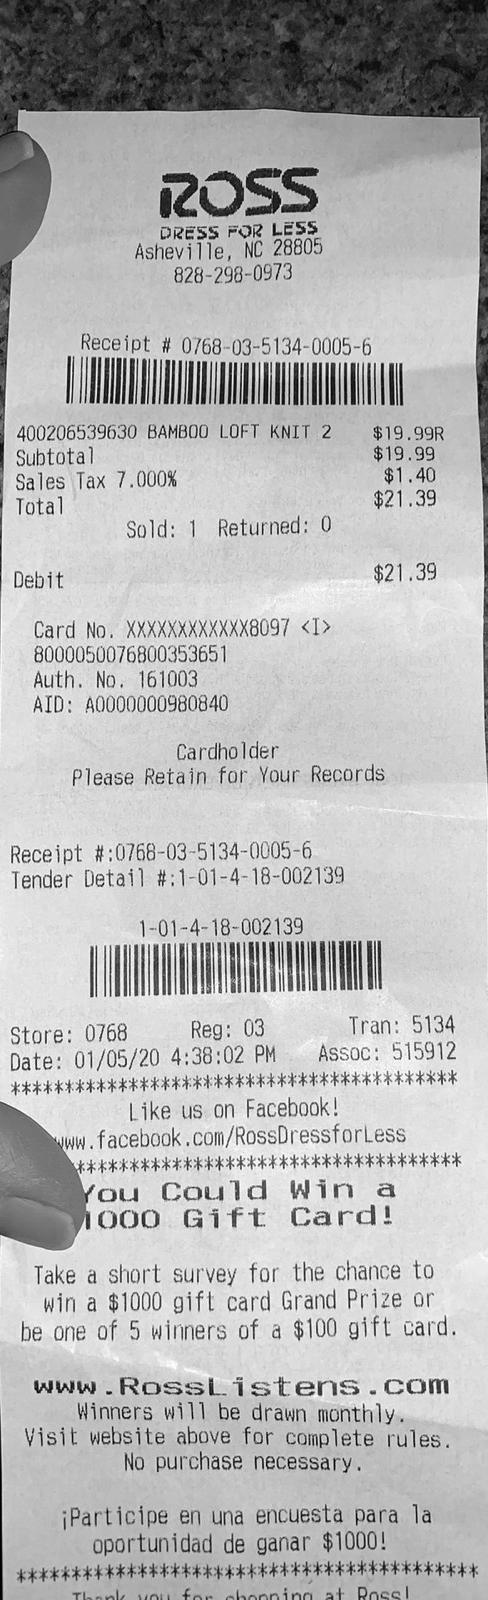 ROSS
DRESS FOR LESS
Asheville, NC 28805
828-298-0973
Receipt # 0768-03-5134-0005-6
400206539630 BAMBOO LOFT KNIT 2 $19.99R
Subtotal $19.99
Sales Tax 7.000% $1.40
Total $21.39
Sold: 1 Returned: 0
Debit $21.39
Card No. XXXXXXXXXXXX8097 <I>
8000050076800353651
Auth. No. 161003
AID: A0000000980840
Cardholder
Please Retain for Your Records
Receipt #:0768-03-5134-0005-6
Tender Detail #:1-01-4-18-002139
1-01-4-18-002139
Store: 0768 Reg: 03 Tran: 5134
Date: 01/05/20 4:38:02 PM Assoc: 515912
******************************************
Like us on Facebook!
www.facebook.com/RossDressforLess
************************************
You Could Win a
1000 Gift Card!
Take a short survey for the chance to
win a $1000 gift card Grand Prize or
be one of 5 winners of a $100 gift card.
www.RossListens.com
Winners will be drawn monthly.
Visit website above for complete rules.
No purchase necessary.
¡Participe en una encuesta para la
oportunidad de ganar $1000!
******************************************
Thank you for shopping at Ross!